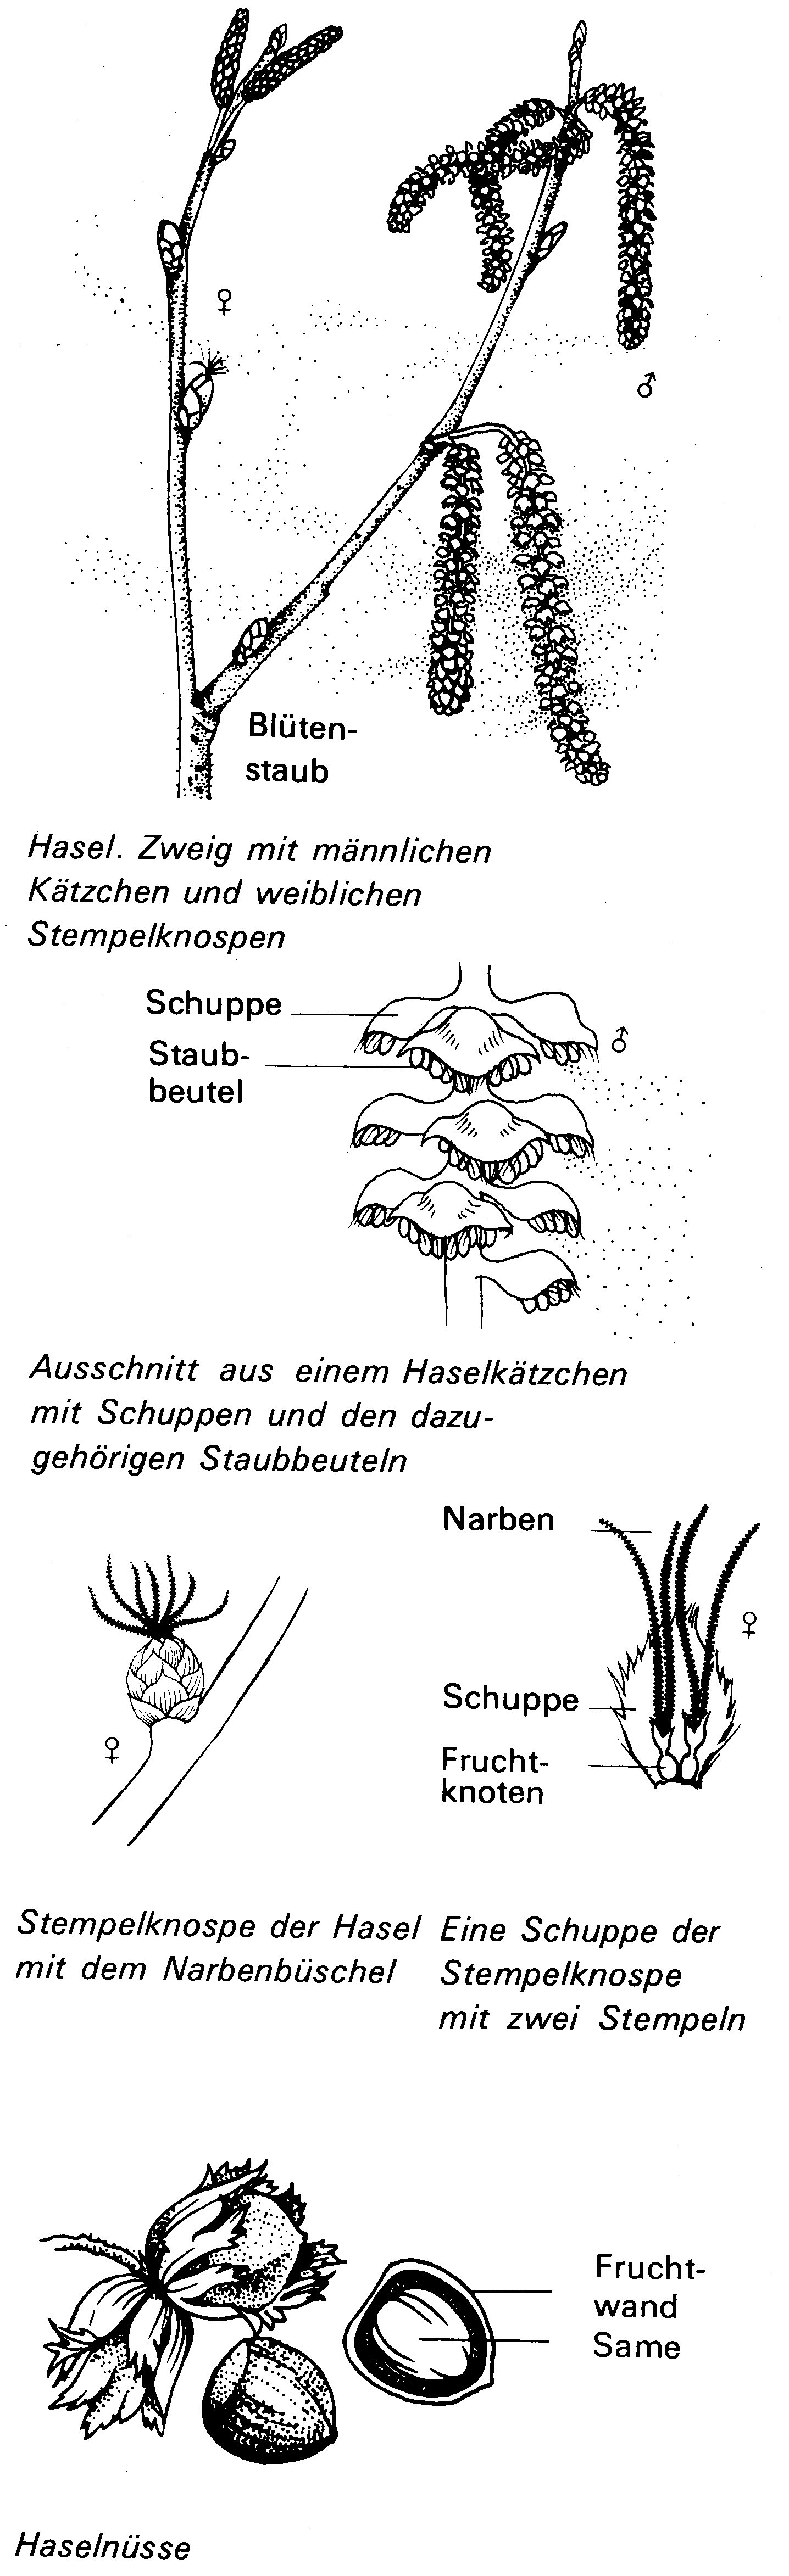 ♀
♂
Blüten-
staub
Hasel. Zweig mit männlichen
Kätzchen und weiblichen
Stempelknospen
Schuppe
♂
Staub-
beutel
Ausschnitt aus einem Haselkätzchen
mit Schuppen und den dazu-
gehörigen Staubbeuteln
Narben
♀
Schuppe
♀
Frucht-
knoten
Stempelknospe der Hasel
mit dem Narbenbüschel
Eine Schuppe der
Stempelknospe
mit zwei Stempeln
Frucht-
wand
Same
Haselnüsse